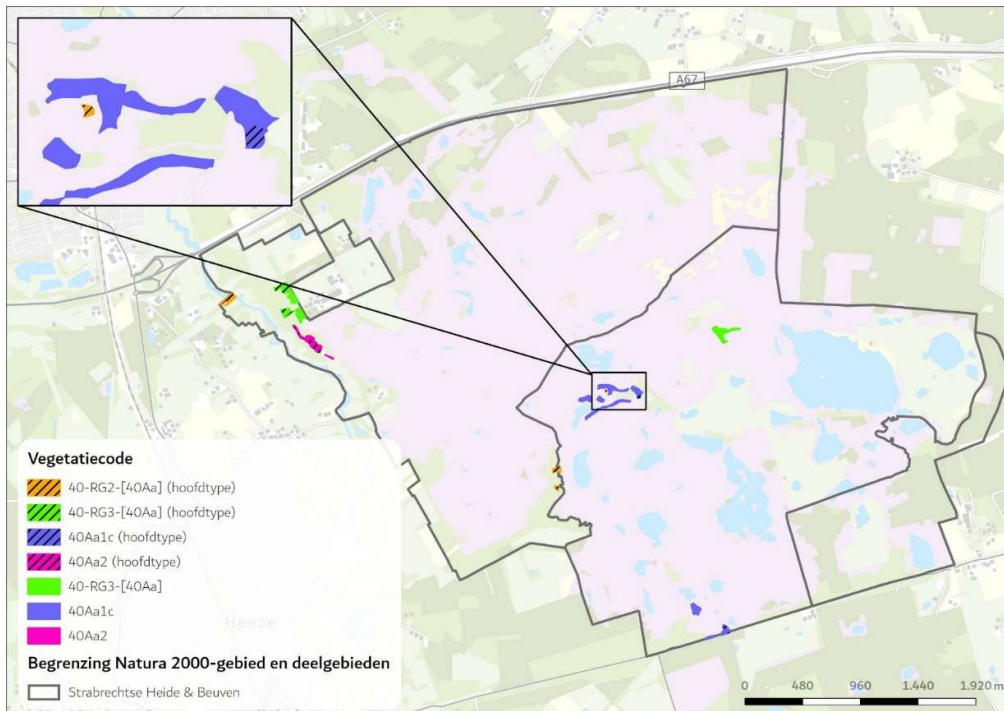 A67
Vegetatiecode
40-RG2-[40Aa] (hoofdtype)
40-RG3-[40Aa] (hoofdtype)
40Aa1c (hoofdtype)
40Aa2 (hoofdtype)
40-RG3-[40Aa]
40Aa1c
40Aa2
Heeze
Begrenzing Natura 2000-gebied en deelgebieden
Strabrechtse Heide & Beuven
0 480 960 1.440 1.920 m